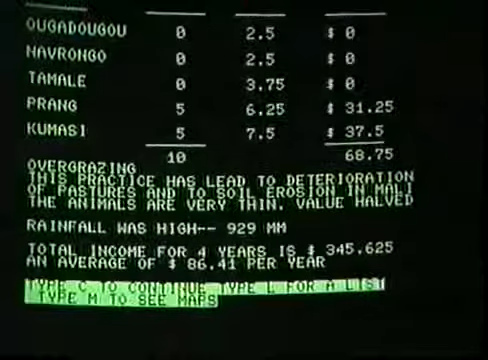 OUGADOUGOU 0 2.5 $ 0
NAVRONGO 0 2.5 $ 0
TAMALE 0 3.75 $ 0
PRANG 5 6.25 $ 31.25
KUMASI 5 7.5 $ 37.5
10 68.75
OVERGRAZING
THIS PRACTICE HAS LEAD TO DETERIORATION
OF PASTURES AND TO SOIL EROSION IN MALI
THE ANIMALS ARE VERY THIN. VALUE HALVED
RAINFALL WAS HIGH-- 929 MM
TOTAL INCOME FOR 4 YEARS IS $ 345.625
AN AVERAGE OF $ 86.41 PER YEAR
TYPE C TO CONTINUE TYPE L FOR A LIST
TYPE M TO SEE MAPS